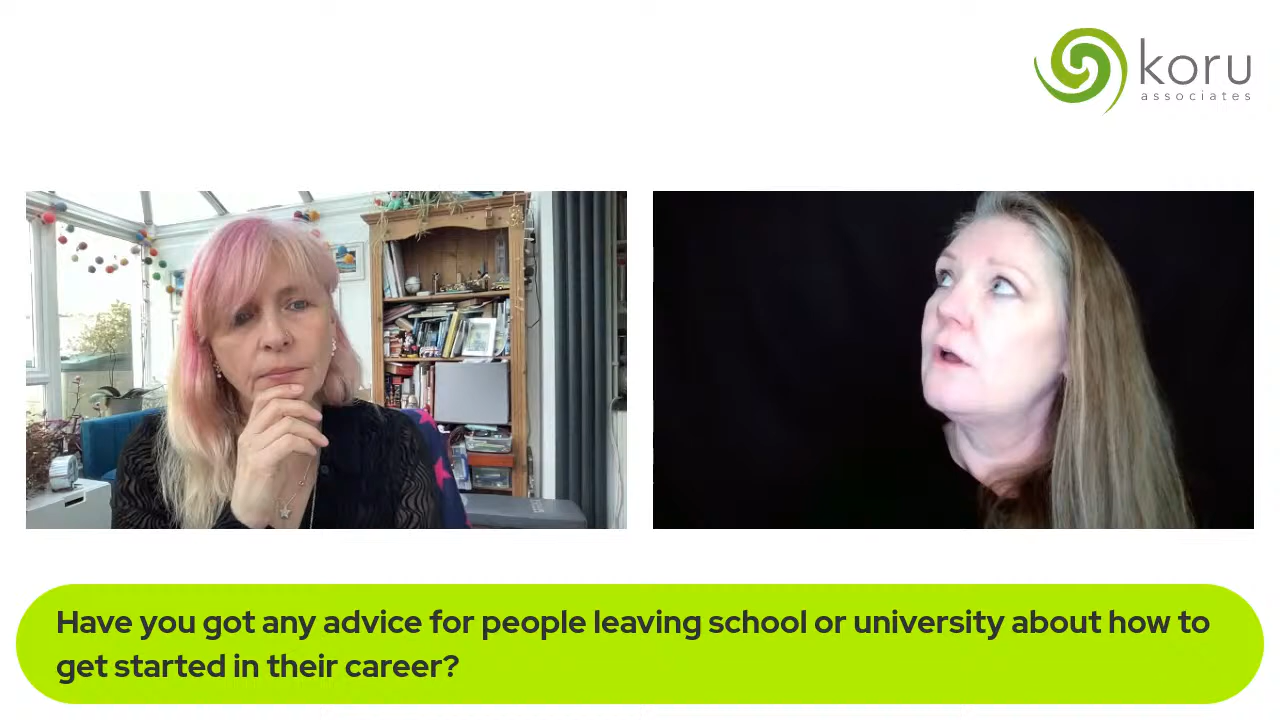 koru
associates
Have you got any advice for people leaving school or university about how to
get started in their career?